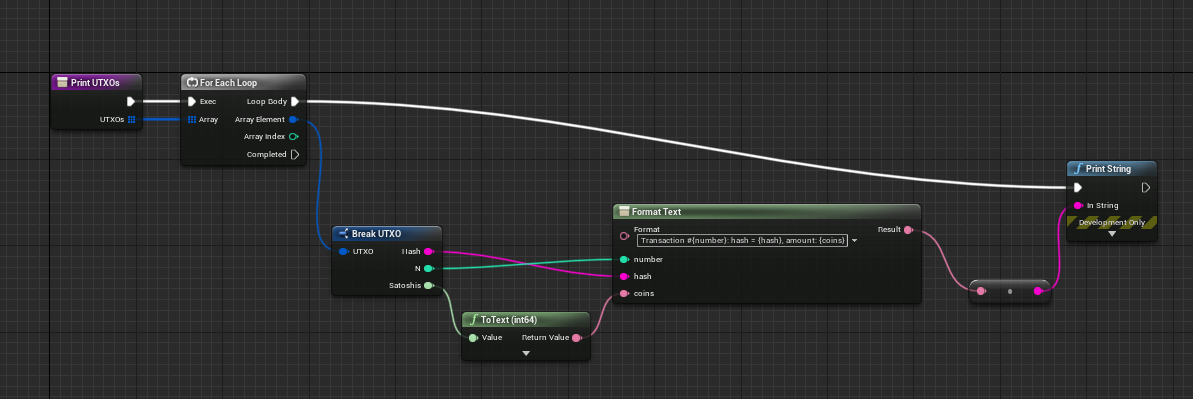 Print UTXOs
UTXOs
For Each Loop
Exec Loop Body
Array Array Element
Array Index
Completed
Break UTXO
UTXO Hash
N
Satoshis
ToText (int64)
Value Return Value
Format Text
Format Result
Transaction #{number}: hash = {hash}, amount: {coins}
number
hash
coins
Print String
In String
Development Only